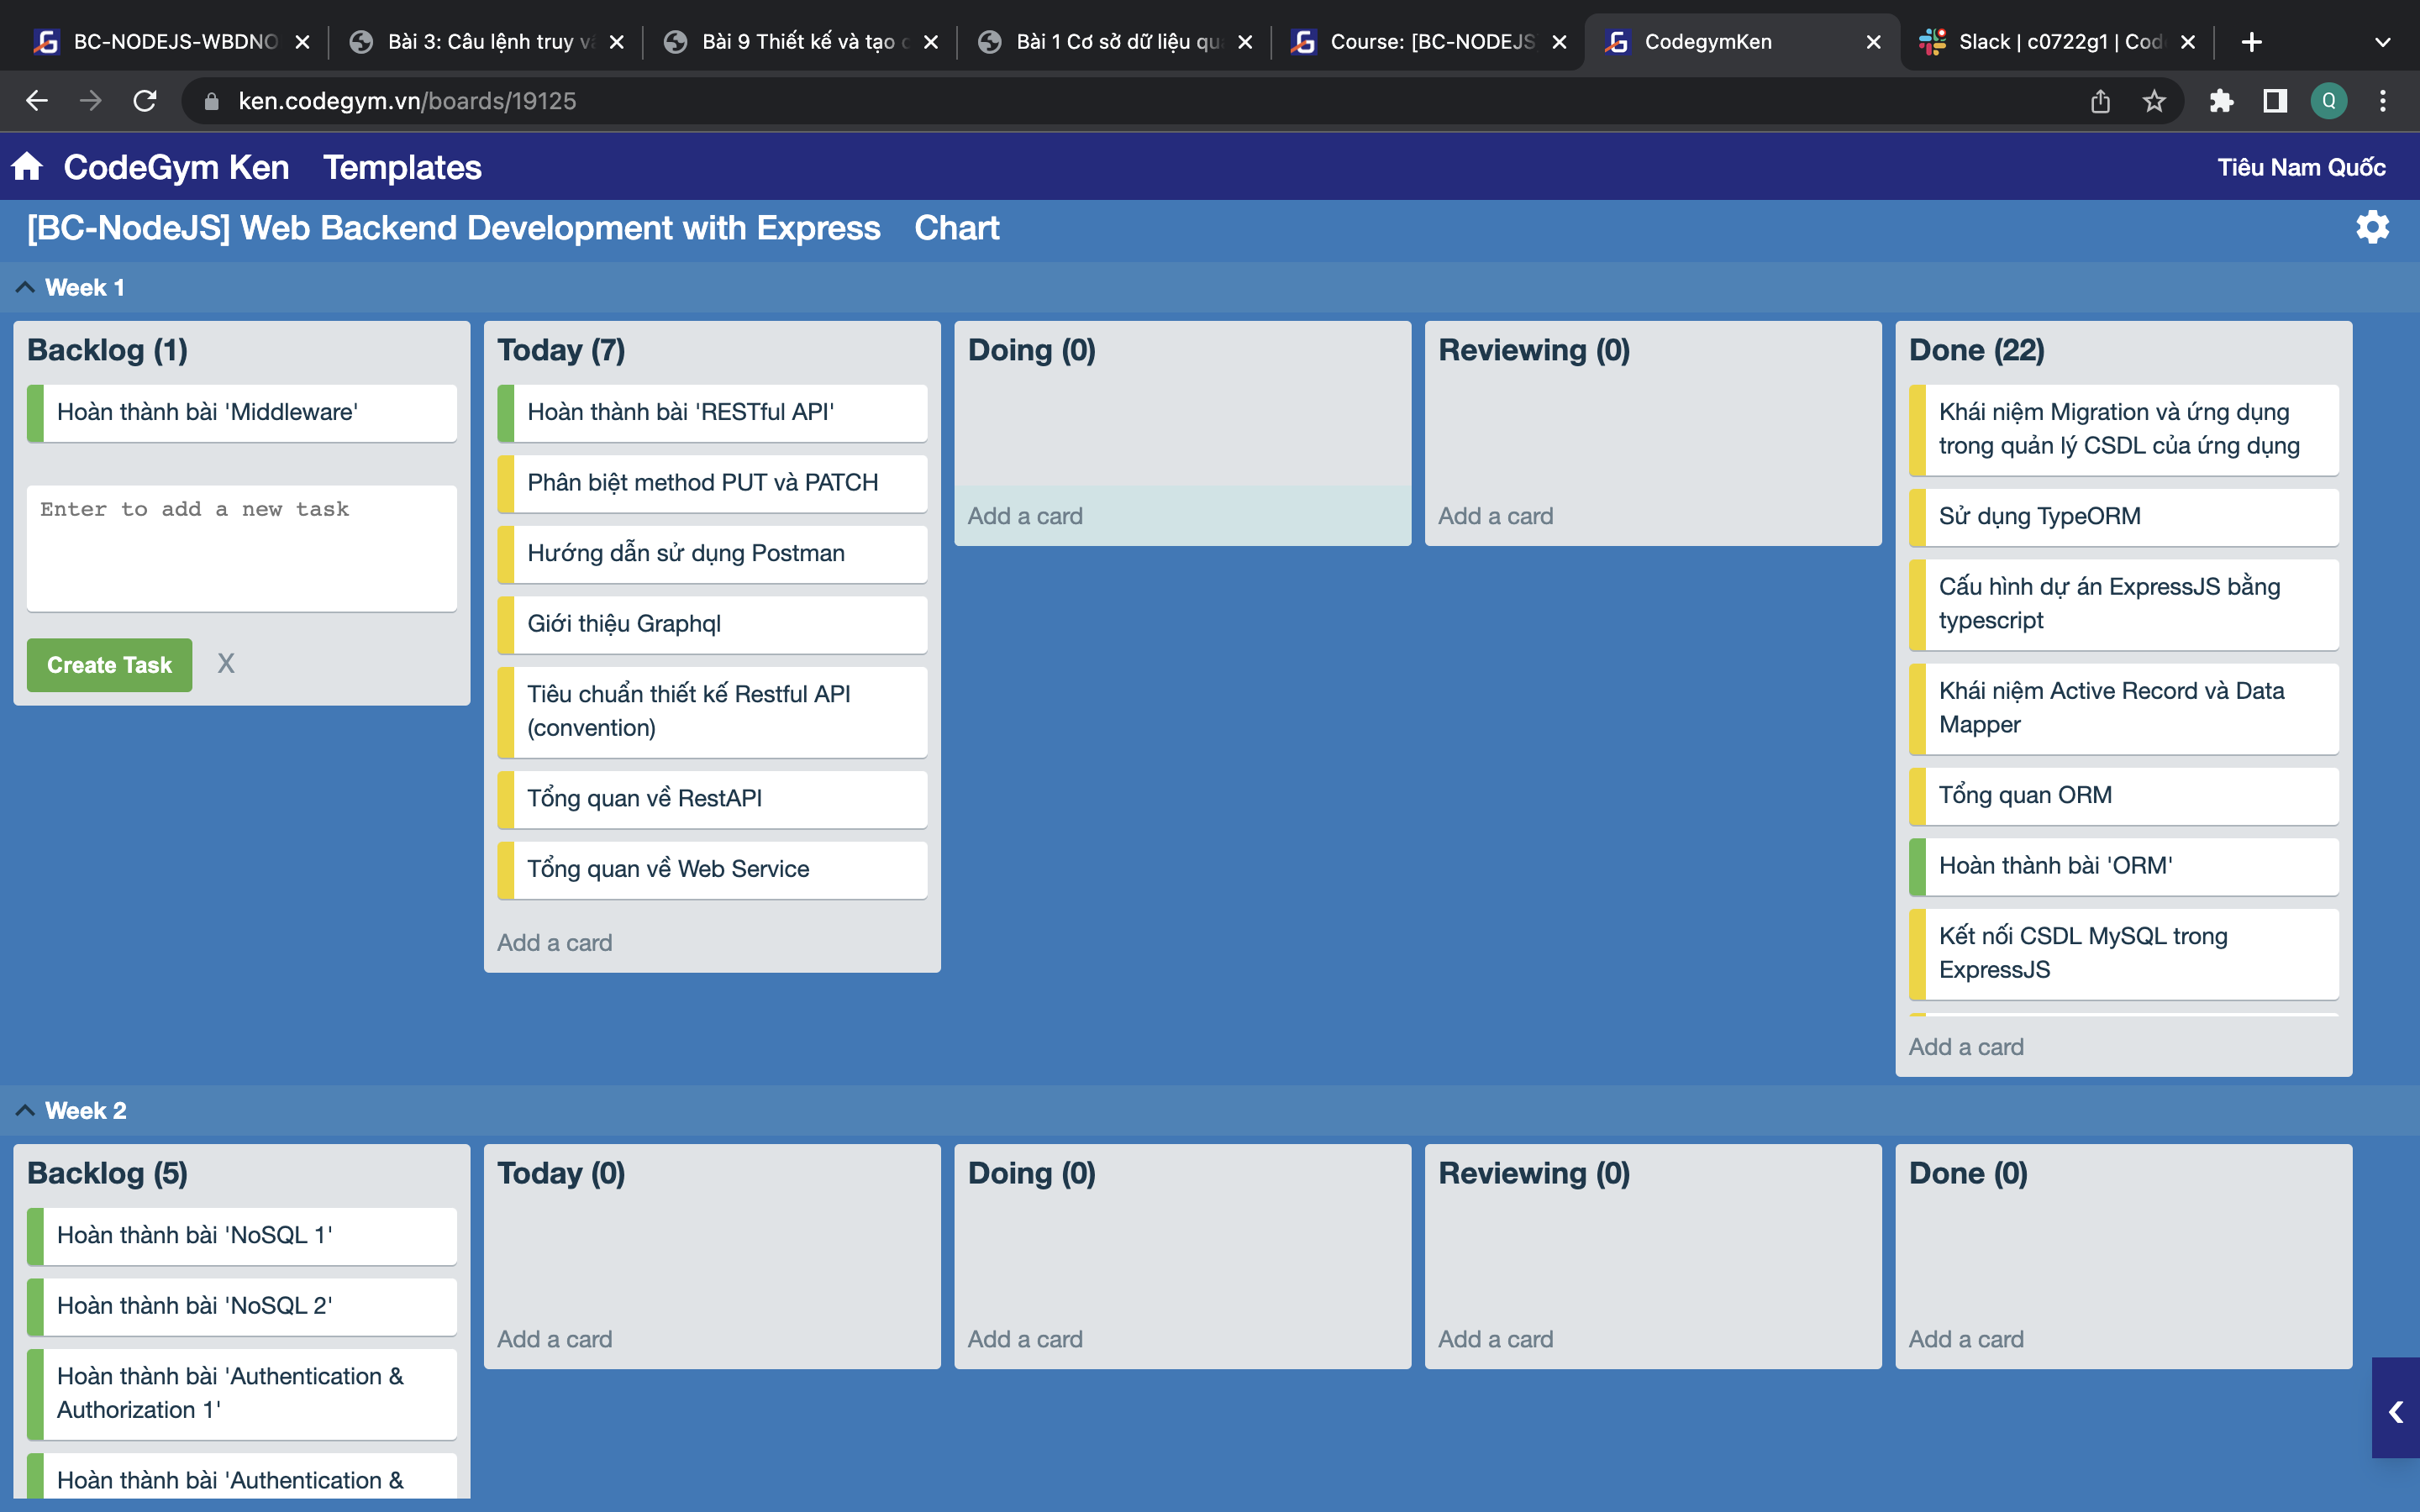 BC-NODEJS-WBDNO
Bài 3: Câu lệnh truy v
Bài 9 Thiết kế và tạo
Bài 1 Cơ sở dữ liệu qu
Course: [BC-NODEJS
CodegymKen
Slack | c0722g1 | Cod
ken.codegym.vn/boards/19125
Q
CodeGym Ken
Templates
Tiêu Nam Quốc
[BC-NodeJS] Web Backend Development with Express
Chart
Week 1
Backlog (1)
Hoàn thành bài 'Middleware'
Enter to add a new task
Create Task
X
Today (7)
Hoàn thành bài 'RESTful API'
Phân biệt method PUT và PATCH
Hướng dẫn sử dụng Postman
Giới thiệu Graphql
Tiêu chuẩn thiết kế Restful API
(convention)
Tổng quan về RestAPI
Tổng quan về Web Service
Add a card
Doing (0)
Add a card
Reviewing (0)
Add a card
Done (22)
Khái niệm Migration và ứng dụng
trong quản lý CSDL của ứng dụng
Sử dụng TypeORM
Cấu hình dự án ExpressJS bằng
typescript
Khái niệm Active Record và Data
Mapper
Tổng quan ORM
Hoàn thành bài 'ORM'
Kết nối CSDL MySQL trong
ExpressJS
Add a card
Week 2
Backlog (5)
Hoàn thành bài 'NoSQL 1'
Hoàn thành bài 'NoSQL 2'
Hoàn thành bài 'Authentication &
Authorization 1'
Hoàn thành bài 'Authentication &
Today (0)
Add a card
Doing (0)
Add a card
Reviewing (0)
Add a card
Done (0)
Add a card